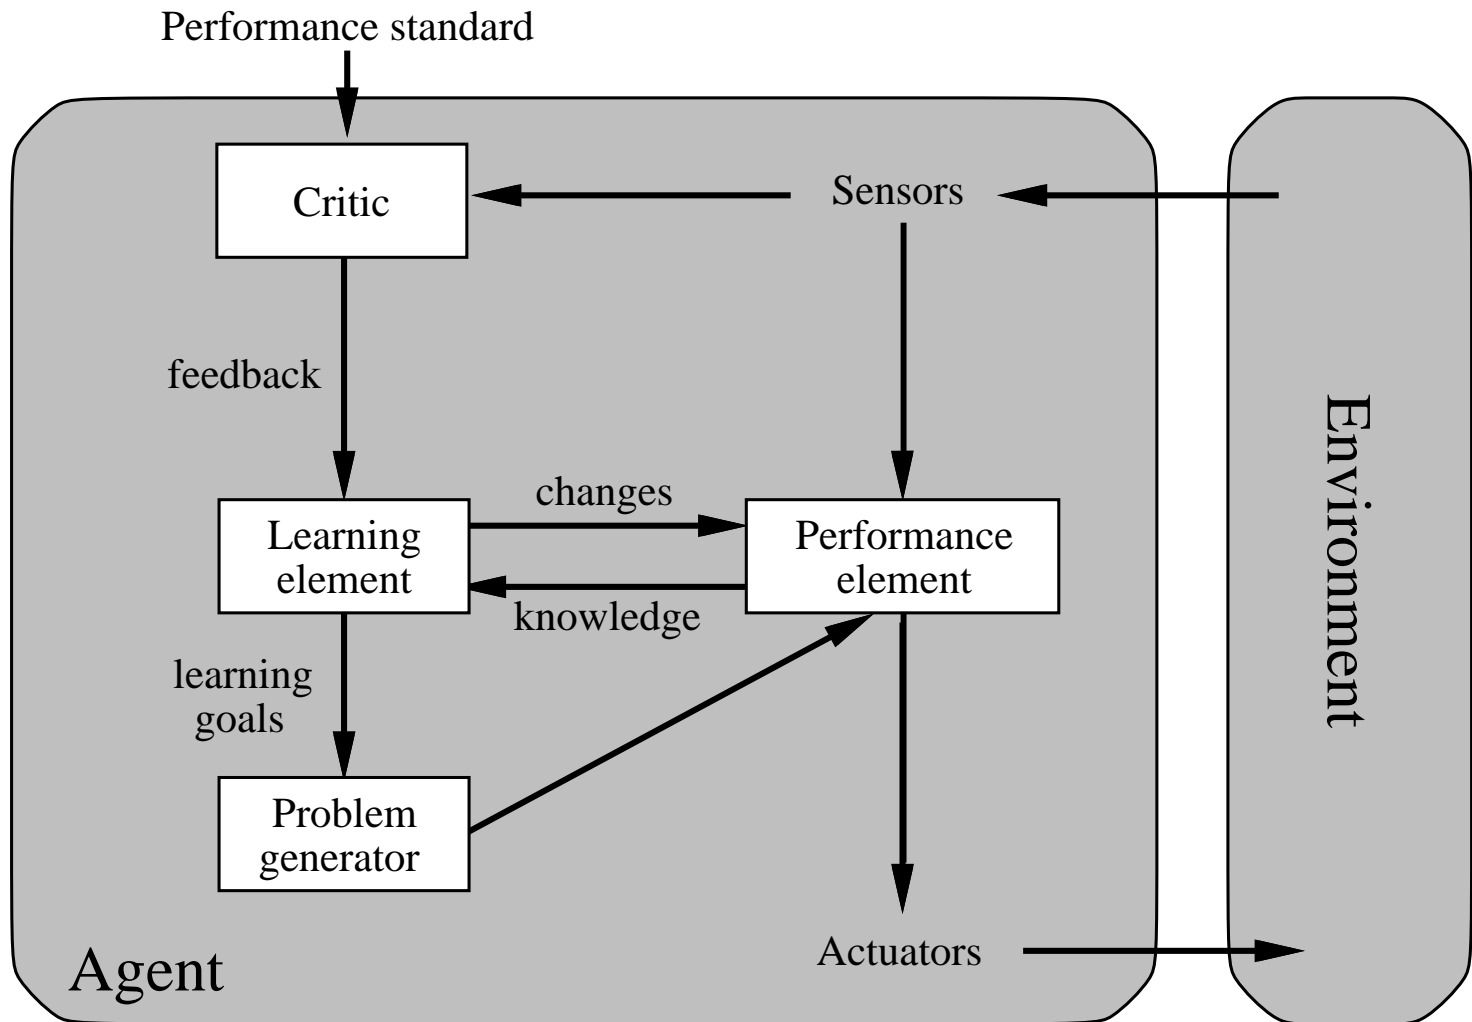 Performance standard
Critic
Sensors
feedback
changes
Learning
element
Performance
element
knowledge
learning
goals
Problem
generator
Agent
Actuators
Environment